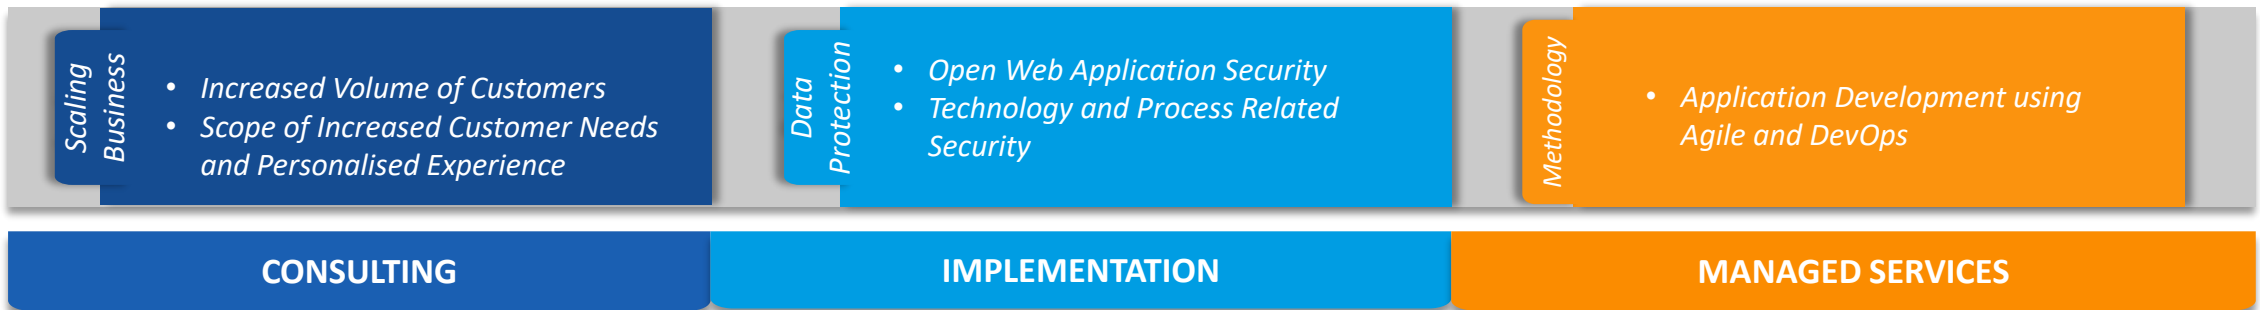 Scaling
Business
• Increased Volume of Customers
• Scope of Increased Customer Needs
and Personalised Experience
Data
Protection
• Open Web Application Security
• Technology and Process Related
Security
Methodology
• Application Development using
Agile and DevOps
CONSULTING
IMPLEMENTATION
MANAGED SERVICES